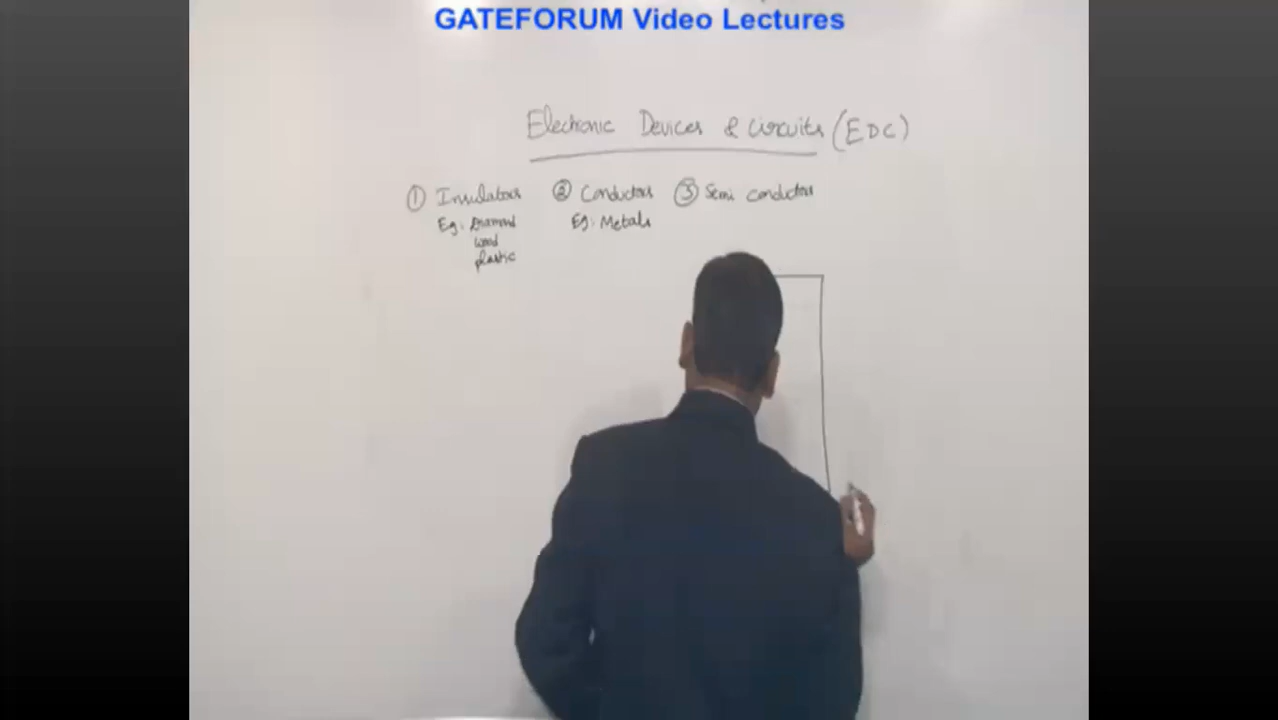 GATEFORUM Video Lectures
Electronic Devices & Circuits (EDC)
① Insulators ② Conductors ③ Semi conductors
Eg: Diamond Eg: Metals
wood
plastic